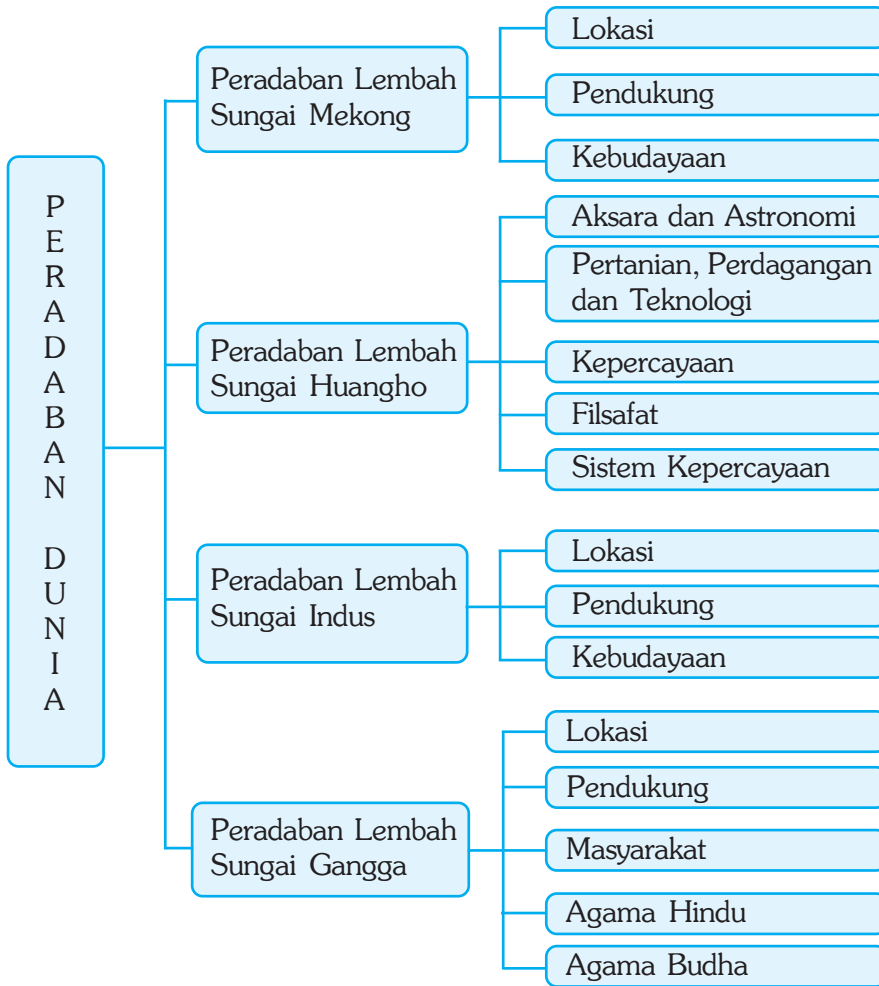 PERADABAN DUNIA
Peradaban Lembah
Sungai Mekong
Lokasi
Pendukung
Kebudayaan
Peradaban Lembah
Sungai Huangho
Aksara dan Astronomi
Pertanian, Perdagangan
dan Teknologi
Kepercayaan
Filsafat
Sistem Kepercayaan
Peradaban Lembah
Sungai Indus
Lokasi
Pendukung
Kebudayaan
Peradaban Lembah
Sungai Gangga
Lokasi
Pendukung
Masyarakat
Agama Hindu
Agama Budha